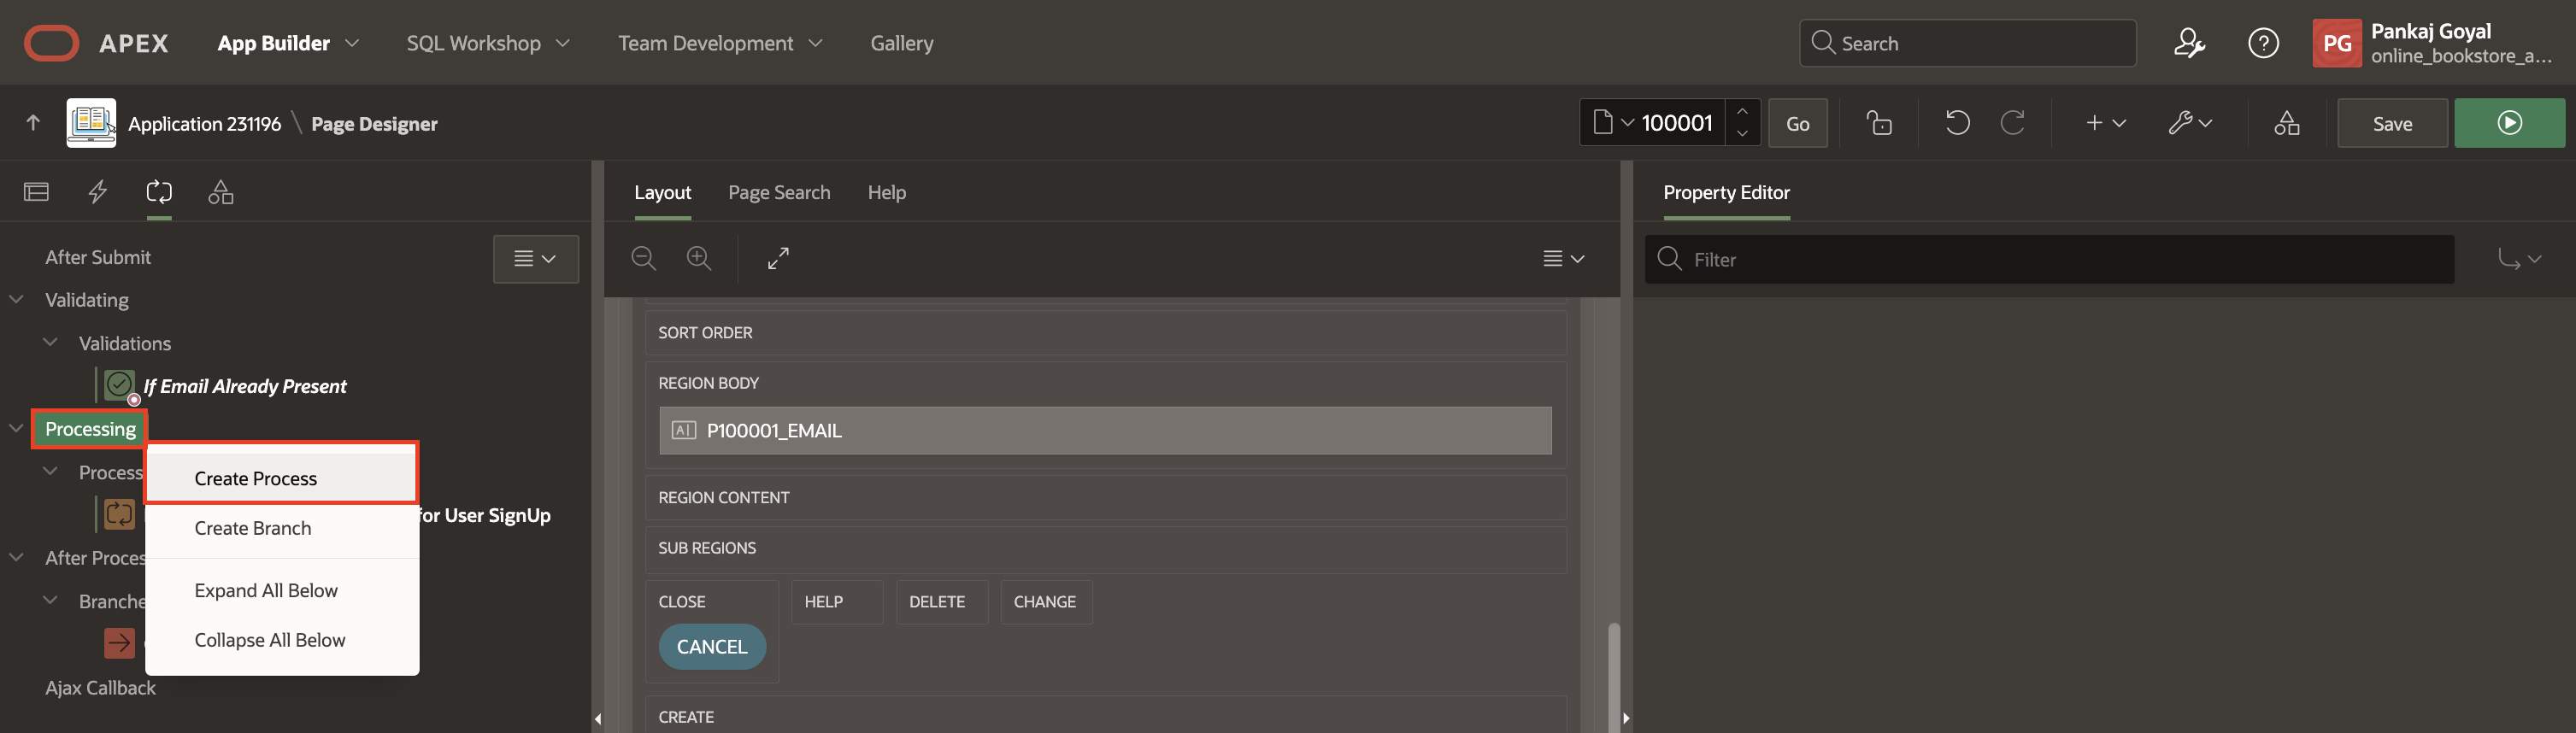 APEX App Builder SQL Workshop Team Development Gallery Search PG Pankaj Goyal
online_bookstore_a...
Application 231196 \ Page Designer 100001 Go Save
Layout Page Search Help Property Editor
After Submit
Filter
Validating
Validations
If Email Already Present
Processing
Process
for User SignUp
After Proces
Branche
Ajax Callback
Create Process
Create Branch
Expand All Below
Collapse All Below
SORT ORDER
REGION BODY
P100001_EMAIL
REGION CONTENT
SUB REGIONS
CLOSE HELP DELETE CHANGE
CANCEL
CREATE